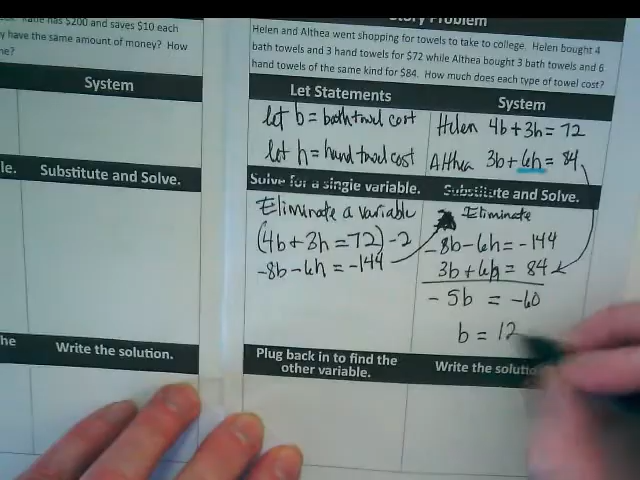 Katie has $200 and saves $10 each
y have the same amount of money? How
me?
System
le.
Substitute and Solve.
he
Write the solution.
Story Problem
Helen and Althea went shopping for towels to take to college. Helen bought 4
bath towels and 3 hand towels for $72 while Althea bought 3 bath towels and 6
hand towels of the same kind for $84. How much does each type of towel cost?
Let Statements
System
let b = bath towel cost
let h = hand towel cost
Helen 4b + 3h = 72
Althea 3b + 6h = 84
Solve for a single variable.
Substitute and Solve.
Eliminate a variable
(4b + 3h = 72) -2
-8b - 6h = -144
Eliminate
-8b - 6h = -144
3b + 6h = 84
-5b = -60
b = 12
Plug back in to find the
other variable.
Write the solutio